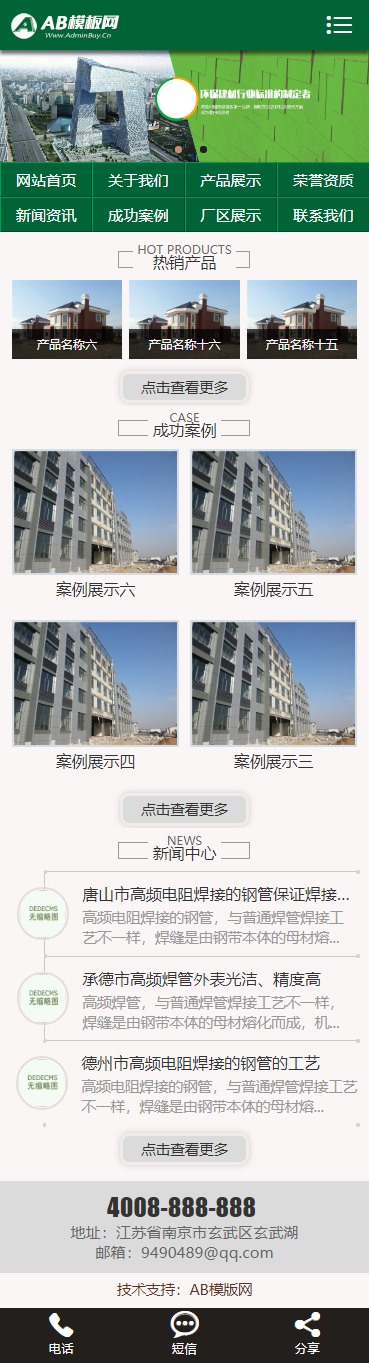 AB模板网
Www.AdminBuy.Cn
环保建材行业标准的制定者
网站首页 关于我们 产品展示 荣誉资质
新闻资讯 成功案例 厂区展示 联系我们
HOT PRODUCTS
热销产品
产品名称六 产品名称十六 产品名称十五
点击查看更多
CASE
成功案例
案例展示六 案例展示五
案例展示四 案例展示三
点击查看更多
NEWS
新闻中心
DEDECMS
无缩略图
唐山市高频电阻焊接的钢管保证焊接...
高频电阻焊接的钢管，与普通焊管焊接工
艺不一样，焊缝是由钢带本体的母材熔...
DEDECMS
无缩略图
承德市高频焊管外表光洁、精度高
高频焊管，与普通焊管焊接工艺不一样，
焊缝是由钢带本体的母材熔化而成，机...
DEDECMS
无缩略图
德州市高频电阻焊接的钢管的工艺
高频电阻焊接的钢管，与普通焊管焊接工艺
不一样，焊缝是由钢带本体的母材熔...
点击查看更多
4008-888-888
地址：江苏省南京市玄武区玄武湖
邮箱：9490489@qq.com
技术支持：AB模版网
电话 短信 分享